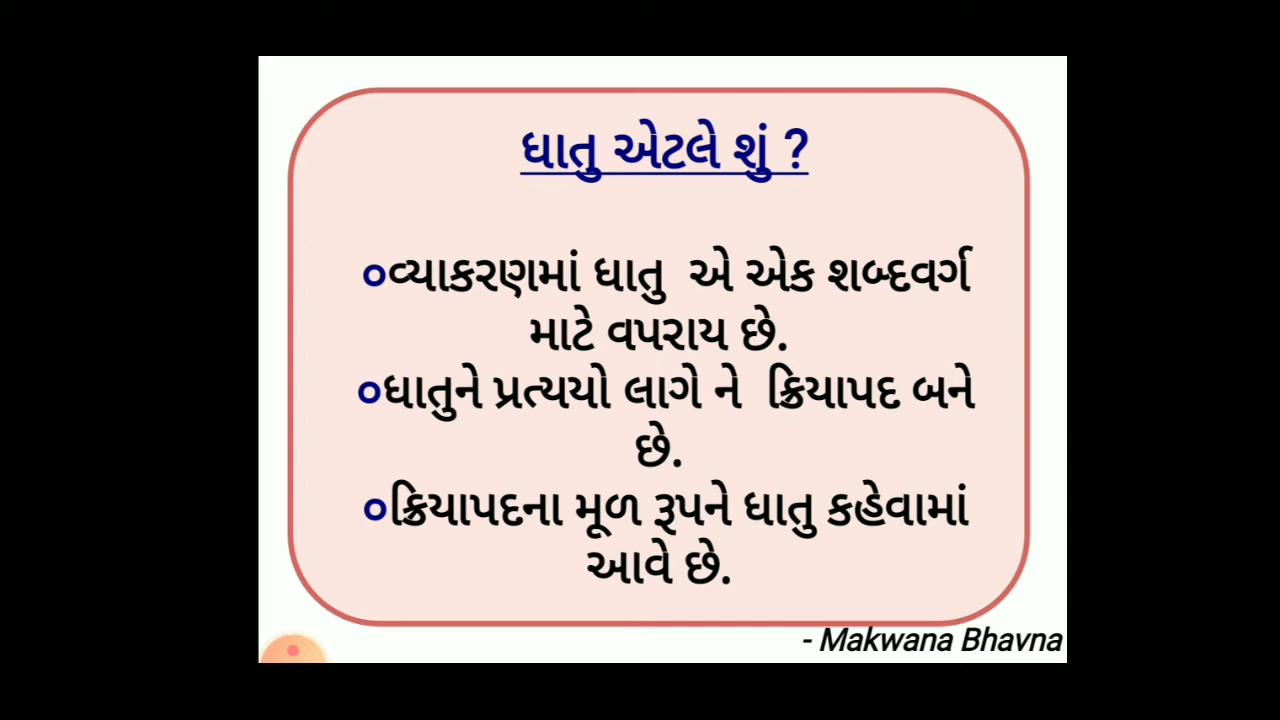 ધાતુ એટલે શું ?
વ્યાકરણમાં ધાતુ એ એક શબ્દવર્ગ
માટે વપરાય છે.
ધાતુને પ્રત્યયો લાગે ને ક્રિયાપદ બને
છે.
ક્રિયાપદના મૂળ રૂપને ધાતુ કહેવામાં
આવે છે.
- Makwana Bhavna